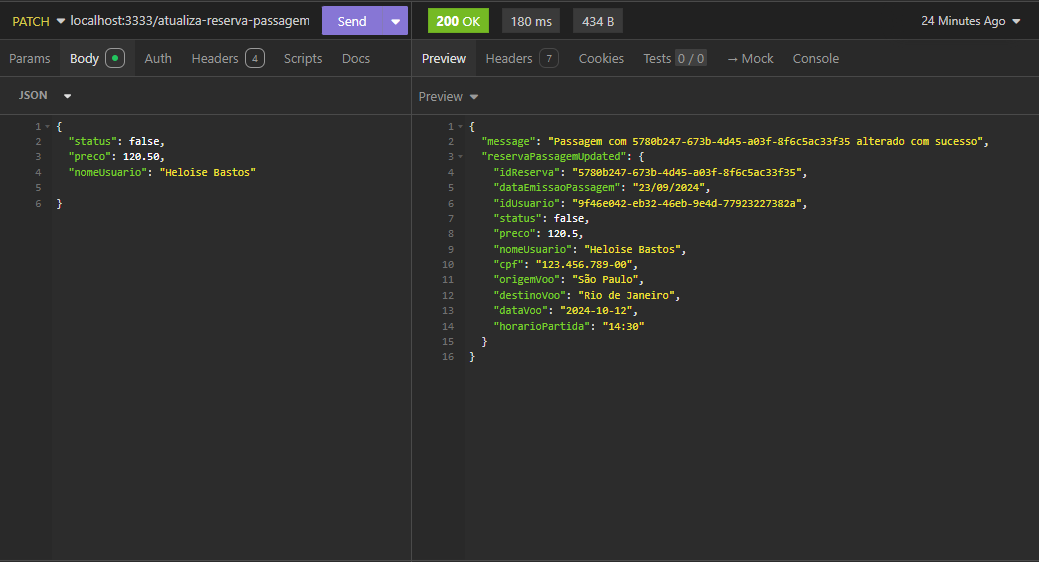 PATCH localhost:3333/atualiza-reserva-passagem Send
Params Body Auth Headers 4 Scripts Docs
JSON
1 {
2 "status": false,
3 "preco": 120.50,
4 "nomeUsuario": "Heloise Bastos"
5
6 }
200 OK 180 ms 434 B 24 Minutes Ago
Preview Headers 7 Cookies Tests 0 / 0 → Mock Console
Preview
1 {
2 "message": "Passagem com 5780b247-673b-4d45-a03f-8f6c5ac33f35 alterado com sucesso",
3 "reservaPassagemUpdated": {
4 "idReserva": "5780b247-673b-4d45-a03f-8f6c5ac33f35",
5 "dataEmissaoPassagem": "23/09/2024",
6 "idUsuario": "9f46e042-eb32-46eb-9e4d-77923227382a",
7 "status": false,
8 "preco": 120.5,
9 "nomeUsuario": "Heloise Bastos",
10 "cpf": "123.456.789-00",
11 "origemVoo": "São Paulo",
12 "destinoVoo": "Rio de Janeiro",
13 "dataVoo": "2024-10-12",
14 "horarioPartida": "14:30"
15 }
16 }